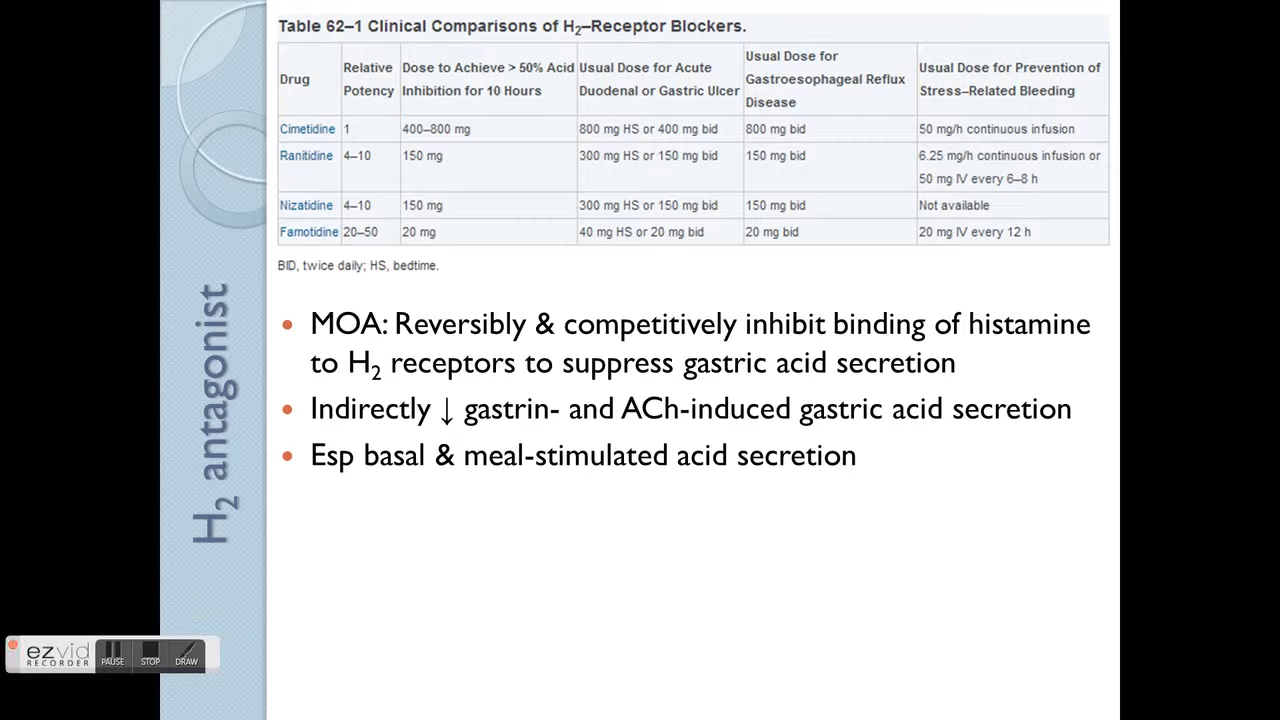 Table 62–1 Clinical Comparisons of H₂–Receptor Blockers.
Drug
Relative
Potency
Dose to Achieve > 50% Acid
Inhibition for 10 Hours
Usual Dose for Acute
Duodenal or Gastric Ulcer
Usual Dose for
Gastroesophageal Reflux
Disease
Usual Dose for Prevention of
Stress–Related Bleeding
Cimetidine 1 400–800 mg 800 mg HS or 400 mg bid 800 mg bid 50 mg/h continuous infusion
Ranitidine 4–10 150 mg 300 mg HS or 150 mg bid 150 mg bid 6.25 mg/h continuous infusion or
50 mg IV every 6–8 h
Nizatidine 4–10 150 mg 300 mg HS or 150 mg bid 150 mg bid Not available
Famotidine 20–50 20 mg 40 mg HS or 20 mg bid 20 mg bid 20 mg IV every 12 h
BID, twice daily; HS, bedtime.
H₂ antagonist
• MOA: Reversibly & competitively inhibit binding of histamine
to H₂ receptors to suppress gastric acid secretion
• Indirectly ↓ gastrin- and ACh-induced gastric acid secretion
• Esp basal & meal-stimulated acid secretion
ezvid
RECORDER
PAUSE STOP DRAW